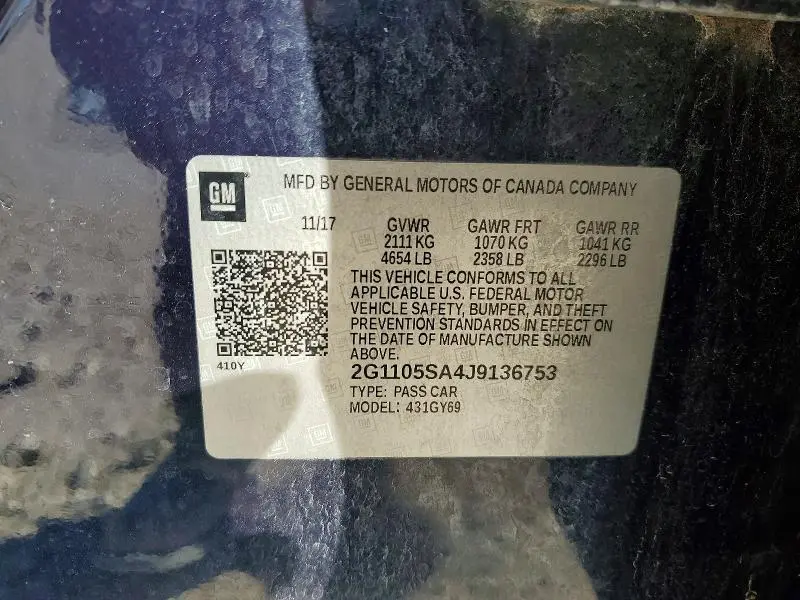 GM
MFD BY GENERAL MOTORS OF CANADA COMPANY
11/17 GVWR GAWR FRT GAWR RR
2111 KG 1070 KG 1041 KG
4654 LB 2358 LB 2296 LB
THIS VEHICLE CONFORMS TO ALL
APPLICABLE U.S. FEDERAL MOTOR
VEHICLE SAFETY, BUMPER, AND THEFT
PREVENTION STANDARDS IN EFFECT ON
THE DATE OF MANUFACTURE SHOWN
ABOVE.
410Y
2G1105SA4J9136753
TYPE: PASS CAR
MODEL: 431GY69